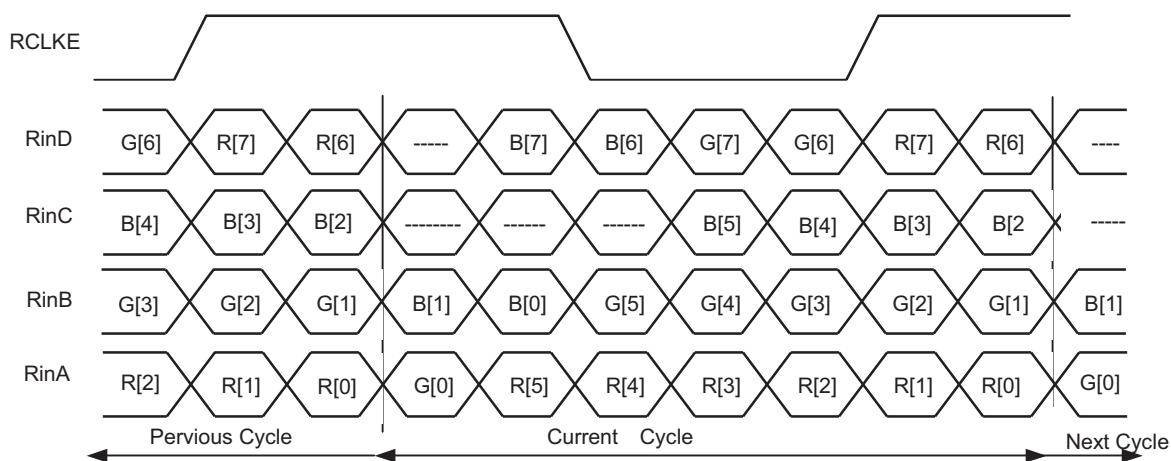 RCLKE
RinD G[6] R[7] R[6] ----- B[7] B[6] G[7] G[6] R[7] R[6] ----
RinC B[4] B[3] B[2] -------- ----- ------ B[5] B[4] B[3] B[2 -----
RinB G[3] G[2] G[1] B[1] B[0] G[5] G[4] G[3] G[2] G[1] B[1]
RinA R[2] R[1] R[0] G[0] R[5] R[4] R[3] R[2] R[1] R[0] G[0]
Pervious Cycle Current Cycle Next Cycle